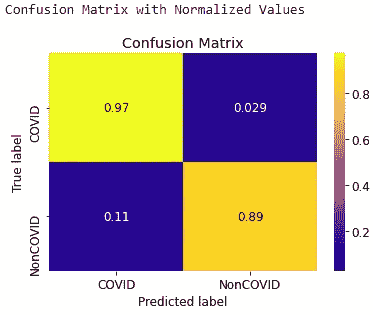 Confusion Matrix with Normalized Values
Confusion Matrix
True label
COVID
NonCOVID
0.97 0.029
0.11 0.89
COVID NonCOVID
Predicted label
0.8
0.6
0.4
0.2